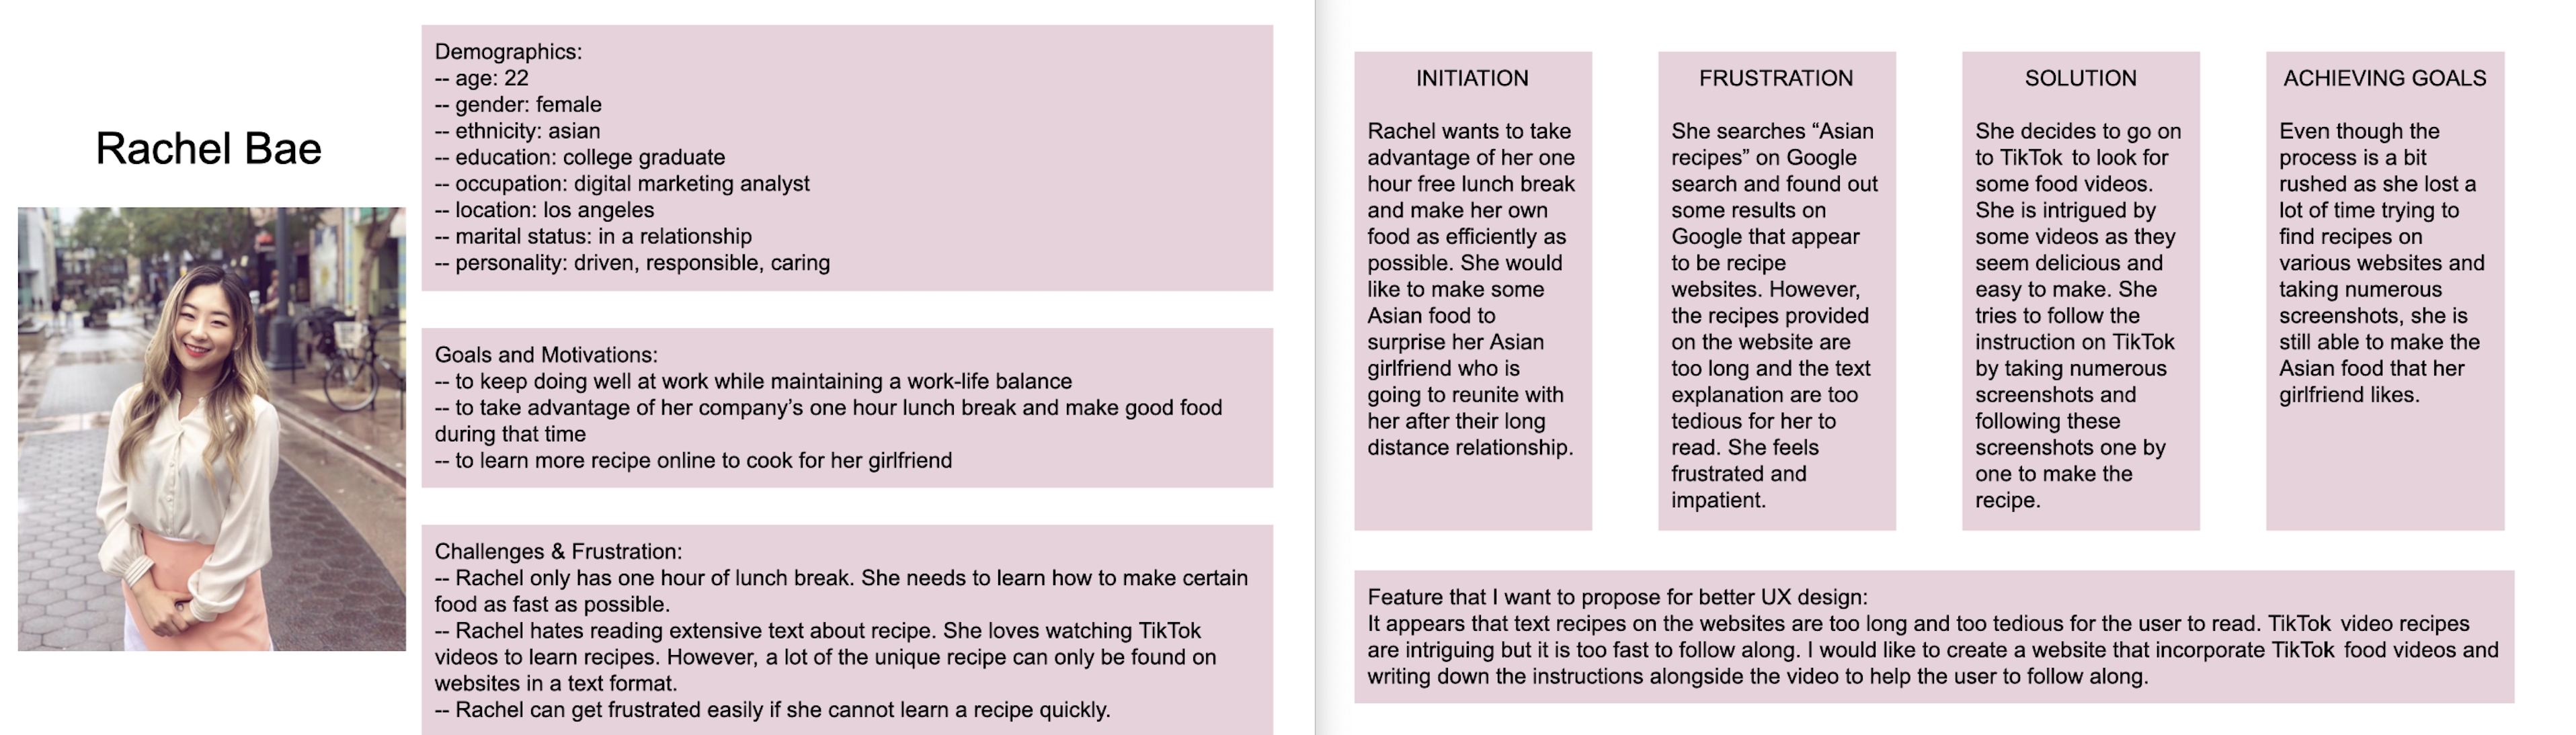 Rachel Bae
Demographics:
-- age: 22
-- gender: female
-- ethnicity: asian
-- education: college graduate
-- occupation: digital marketing analyst
-- location: los angeles
-- marital status: in a relationship
-- personality: driven, responsible, caring
Goals and Motivations:
-- to keep doing well at work while maintaining a work-life balance
-- to take advantage of her company’s one hour lunch break and make good food
during that time
-- to learn more recipe online to cook for her girlfriend
Challenges & Frustration:
-- Rachel only has one hour of lunch break. She needs to learn how to make certain
food as fast as possible.
-- Rachel hates reading extensive text about recipe. She loves watching TikTok
videos to learn recipes. However, a lot of the unique recipe can only be found on
websites in a text format.
-- Rachel can get frustrated easily if she cannot learn a recipe quickly.
INITIATION
Rachel wants to take
advantage of her one
hour free lunch break
and make her own
food as efficiently as
possible. She would
like to make some
Asian food to
surprise her Asian
girlfriend who is
going to reunite with
her after their long
distance relationship.
FRUSTRATION
She searches “Asian
recipes” on Google
search and found out
some results on
Google that appear
to be recipe
websites. However,
the recipes provided
on the website are
too long and the text
explanation are too
tedious for her to
read. She feels
frustrated and
impatient.
SOLUTION
She decides to go on
to TikTok to look for
some food videos.
She is intrigued by
some videos as they
seem delicious and
easy to make. She
tries to follow the
instruction on TikTok
by taking numerous
screenshots and
following these
screenshots one by
one to make the
recipe.
ACHIEVING GOALS
Even though the
process is a bit
rushed as she lost a
lot of time trying to
find recipes on
various websites and
taking numerous
screenshots, she is
still able to make the
Asian food that her
girlfriend likes.
Feature that I want to propose for better UX design:
It appears that text recipes on the websites are too long and too tedious for the user to read. TikTok video recipes
are intriguing but it is too fast to follow along. I would like to create a website that incorporate TikTok food videos and
writing down the instructions alongside the video to help the user to follow along.